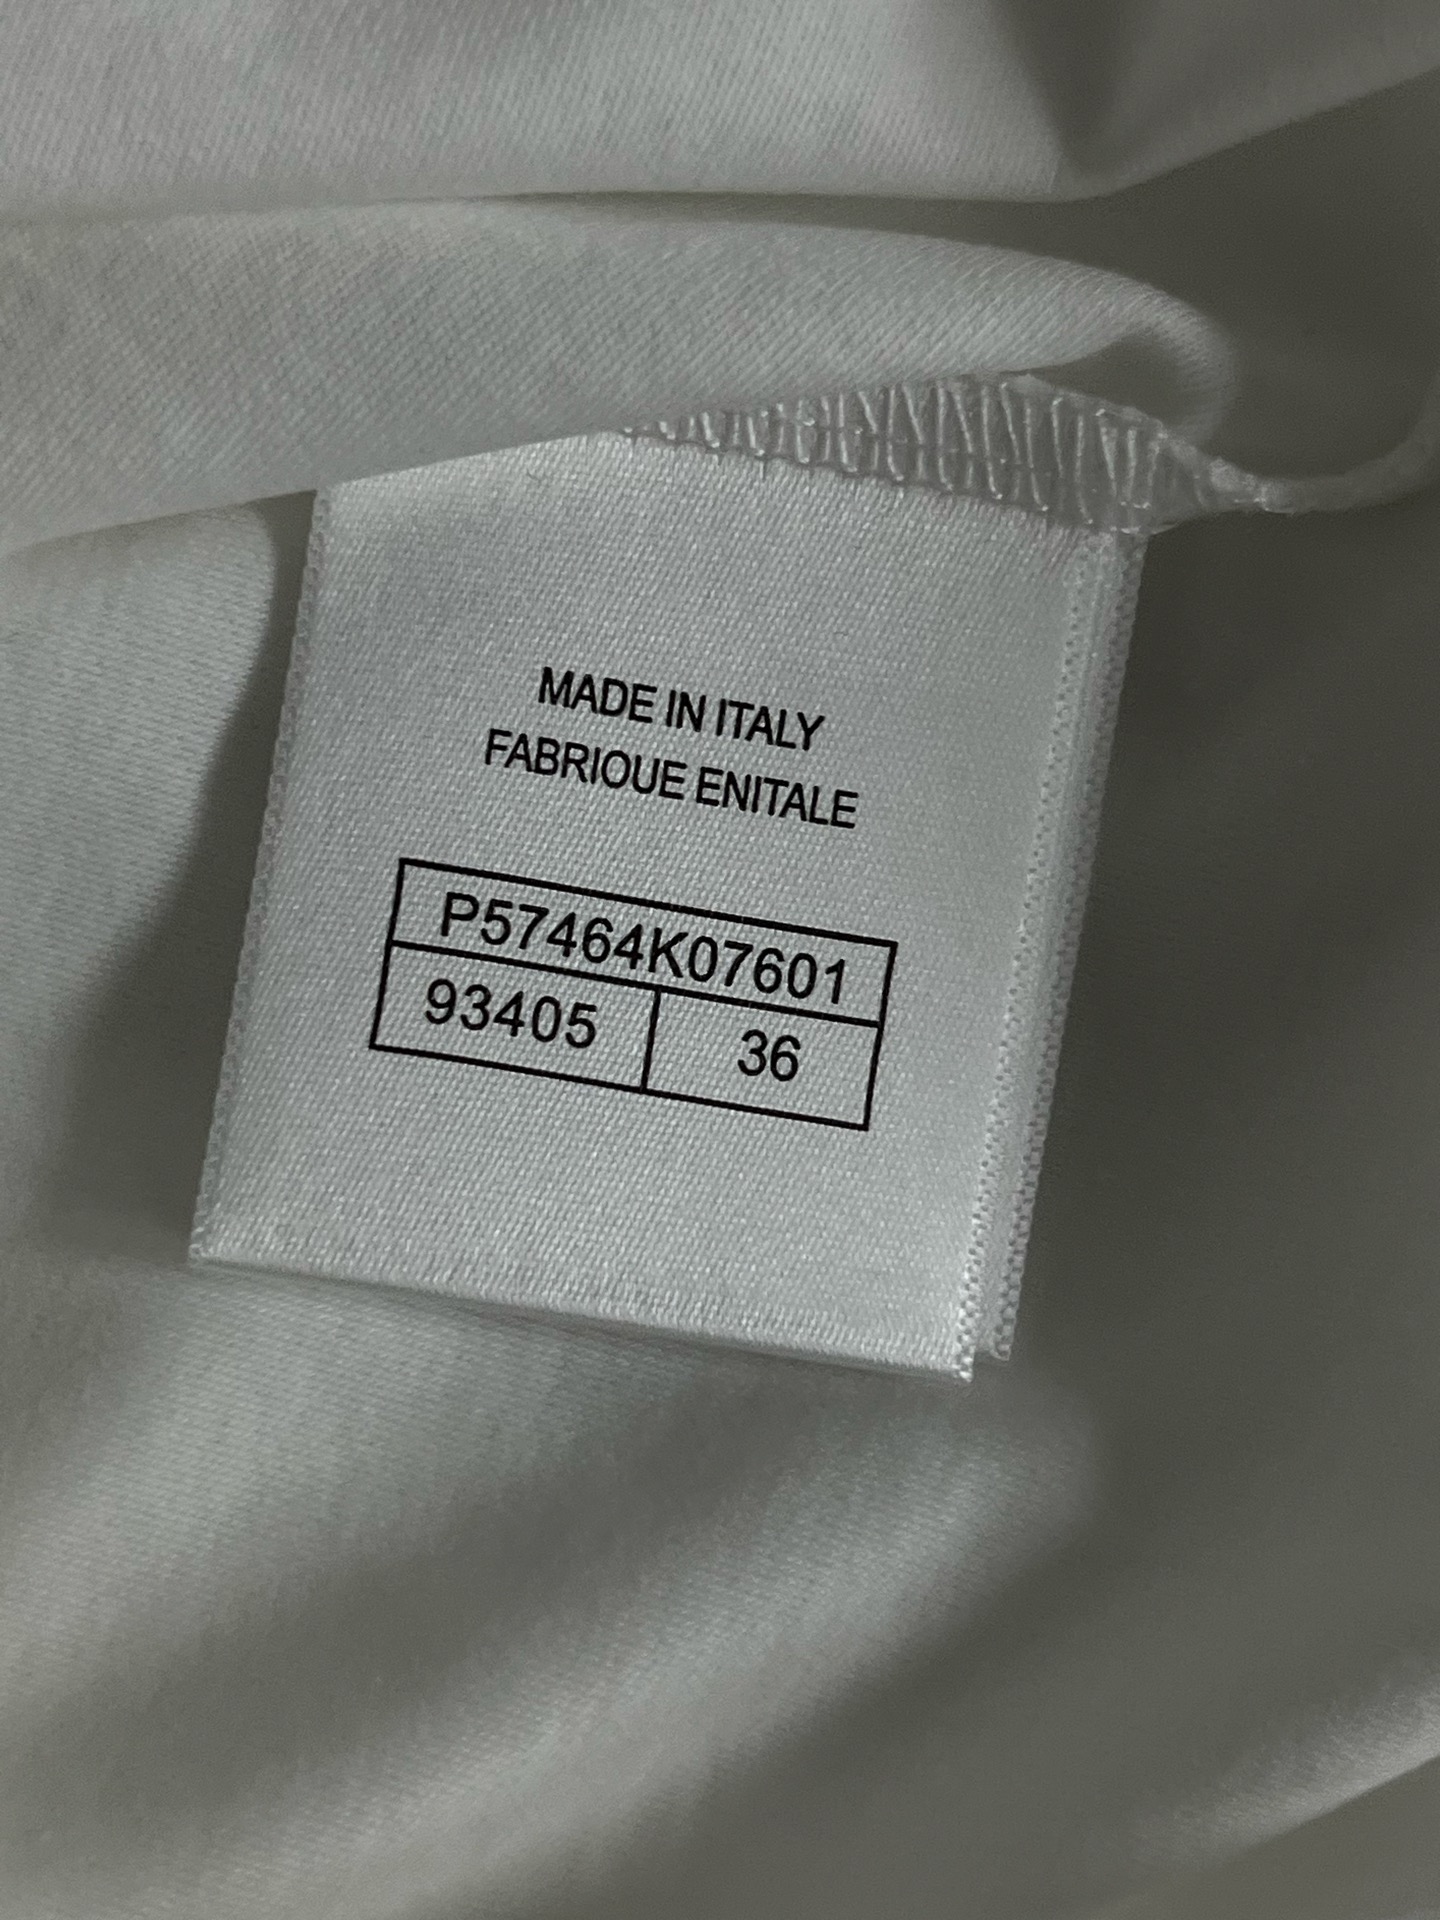 MADE IN ITALY
FABRIOUE ENITALE
P57464K07601
93405 36